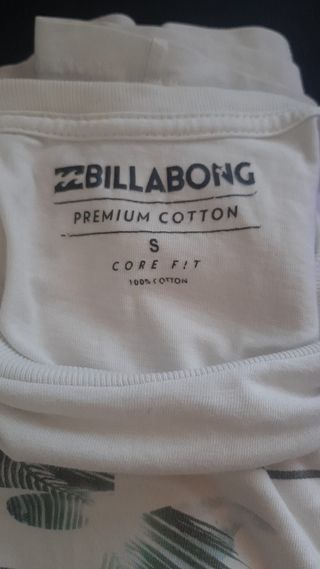 BILLABONG
PREMIUM COTTON
S
CORE FIT
100% COTTON